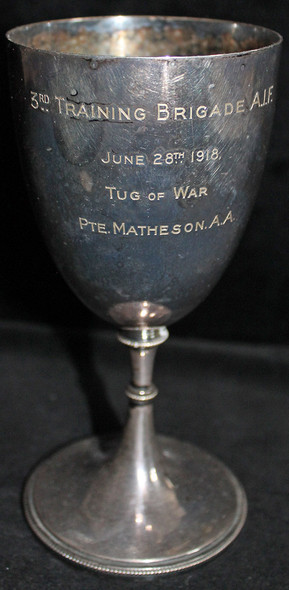 3RD TRAINING BRIGADE A.I.F.
JUNE 28TH 1918.
TUG OF WAR
PTE. MATHESON. A.A.